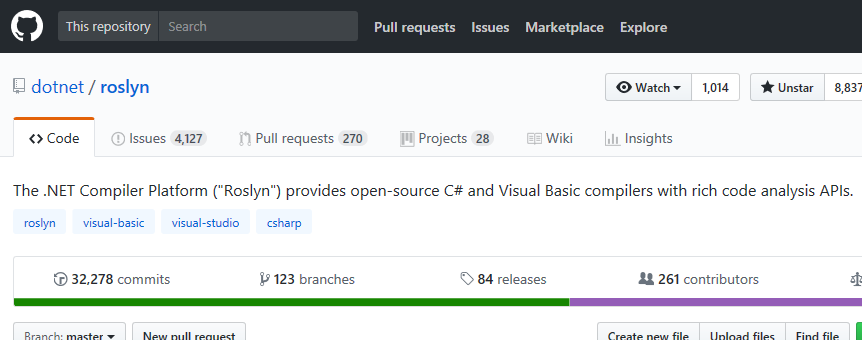 This repository Search Pull requests Issues Marketplace Explore
dotnet / roslyn Watch 1,014 Unstar 8,837
Code Issues 4,127 Pull requests 270 Projects 28 Wiki Insights
The .NET Compiler Platform ("Roslyn") provides open-source C# and Visual Basic compilers with rich code analysis APIs.
roslyn visual-basic visual-studio csharp
32,278 commits 123 branches 84 releases 261 contributors
Branch: master New pull request Create new file Upload files Find file